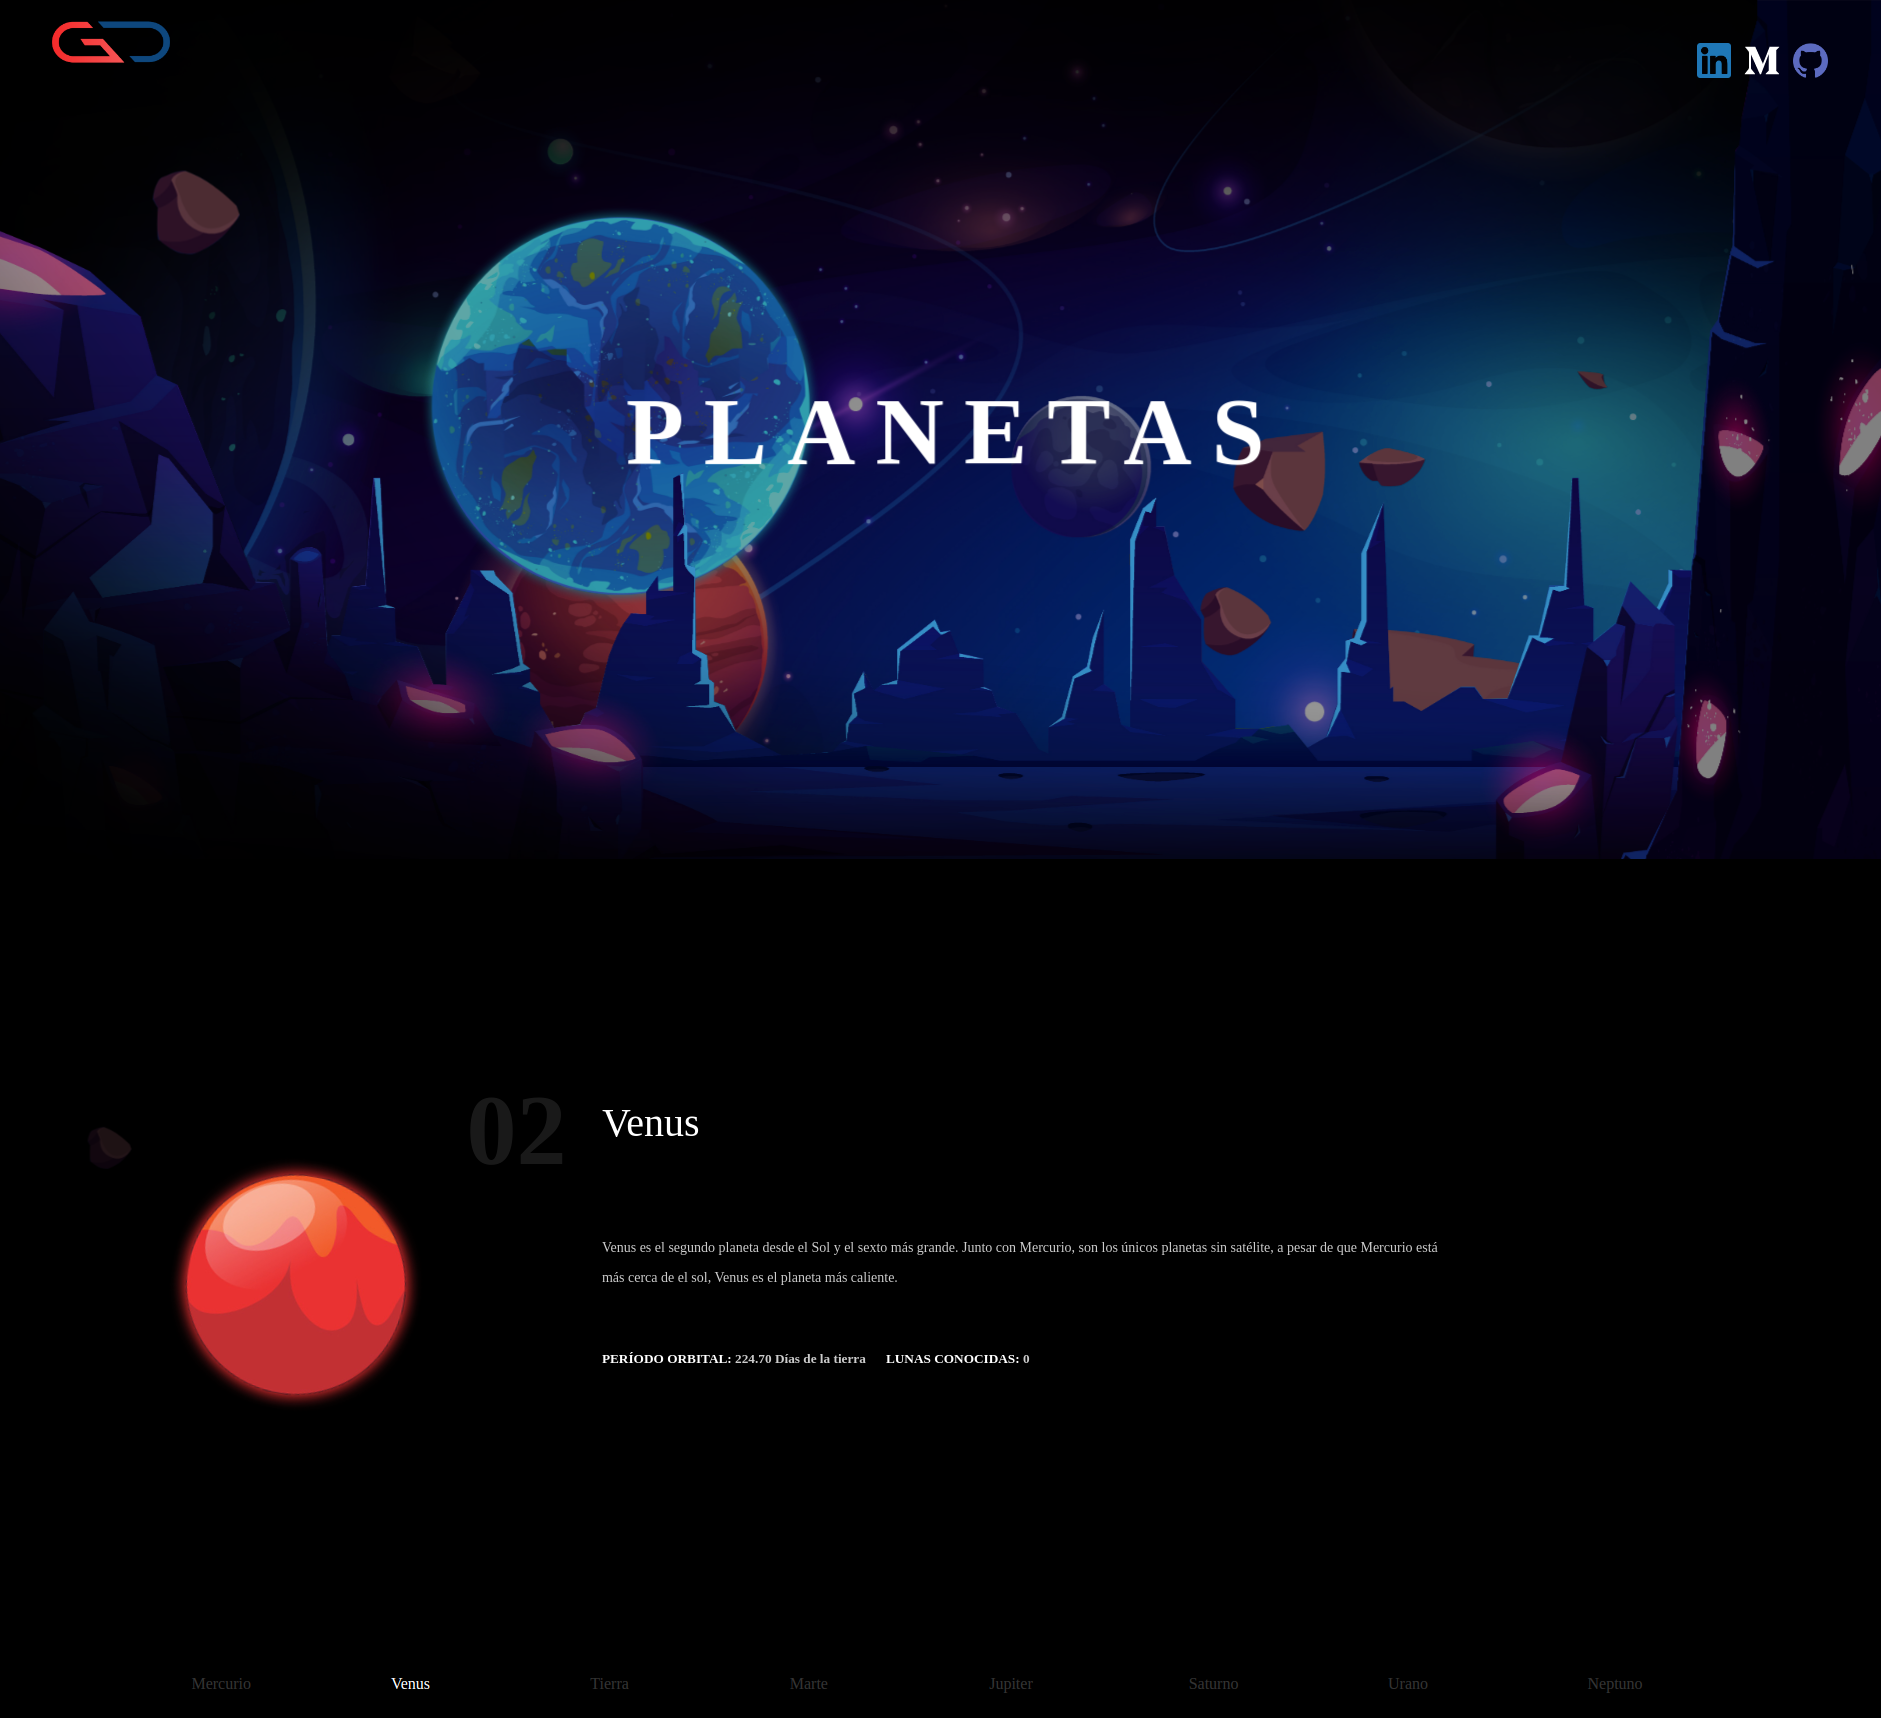 PLANETAS
02
Venus
Venus es el segundo planeta desde el Sol y el sexto más grande. Junto con Mercurio, son los únicos planetas sin satélite, a pesar de que Mercurio está
más cerca de el sol, Venus es el planeta más caliente.
PERÍODO ORBITAL: 224.70 Días de la tierra LUNAS CONOCIDAS: 0
Mercurio Venus Tierra Marte Jupiter Saturno Urano Neptuno